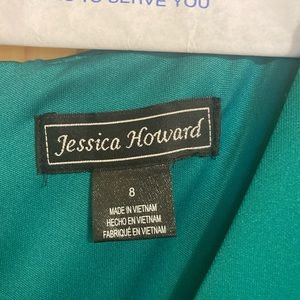 TO SERVE YOU
Jessica Howard
8
MADE IN VIETNAM
HECHO EN VIETNAM
FABRIQUÉ EN VIETNAM